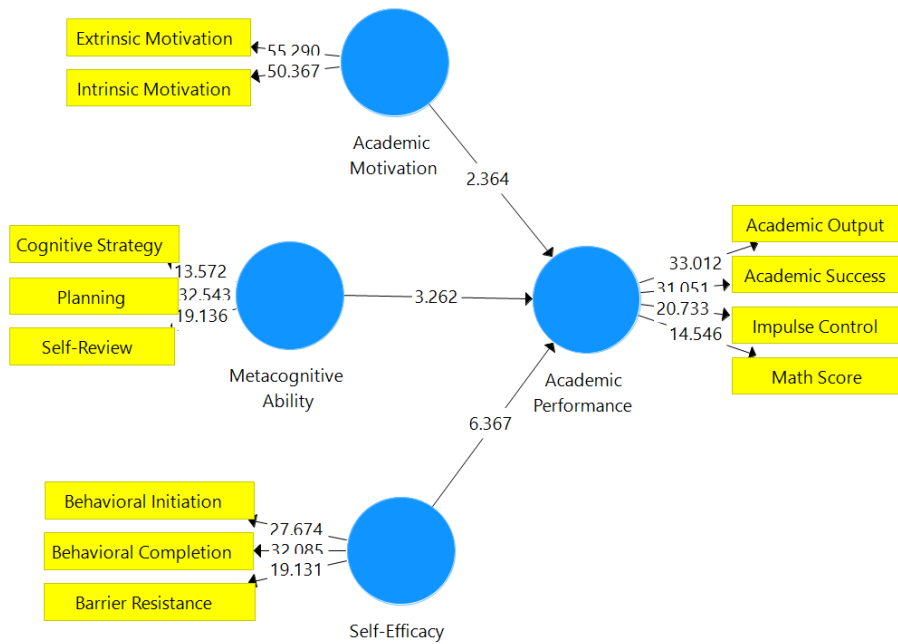 Extrinsic Motivation
55.290
50.367
Intrinsic Motivation
Academic
Motivation
2.364
Cognitive Strategy
13.572
Planning
32.543
19.136
Self-Review
Metacognitive
Ability
3.262
Academic
Performance
Academic Output
33.012
Academic Success
31.051
20.733
Impulse Control
14.546
Math Score
6.367
Behavioral Initiation
27.674
Behavioral Completion
32.085
19.131
Barrier Resistance
Self-Efficacy